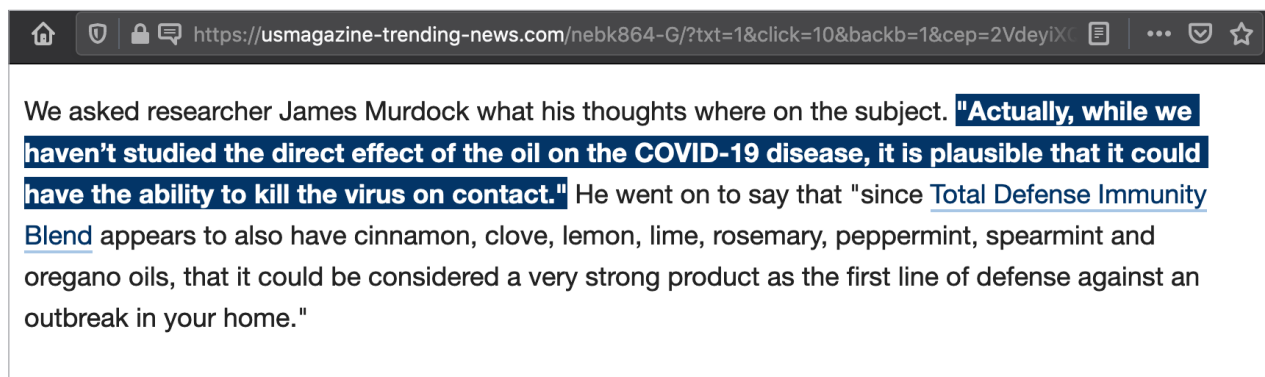 https://usmagazine-trending-news.com/nebk864-G/?txt=1&click=10&backb=1&cep=2VdeyiX
We asked researcher James Murdock what his thoughts where on the subject. "Actually, while we
haven’t studied the direct effect of the oil on the COVID-19 disease, it is plausible that it could
have the ability to kill the virus on contact." He went on to say that "since Total Defense Immunity
Blend appears to also have cinnamon, clove, lemon, lime, rosemary, peppermint, spearmint and
oregano oils, that it could be considered a very strong product as the first line of defense against an
outbreak in your home."